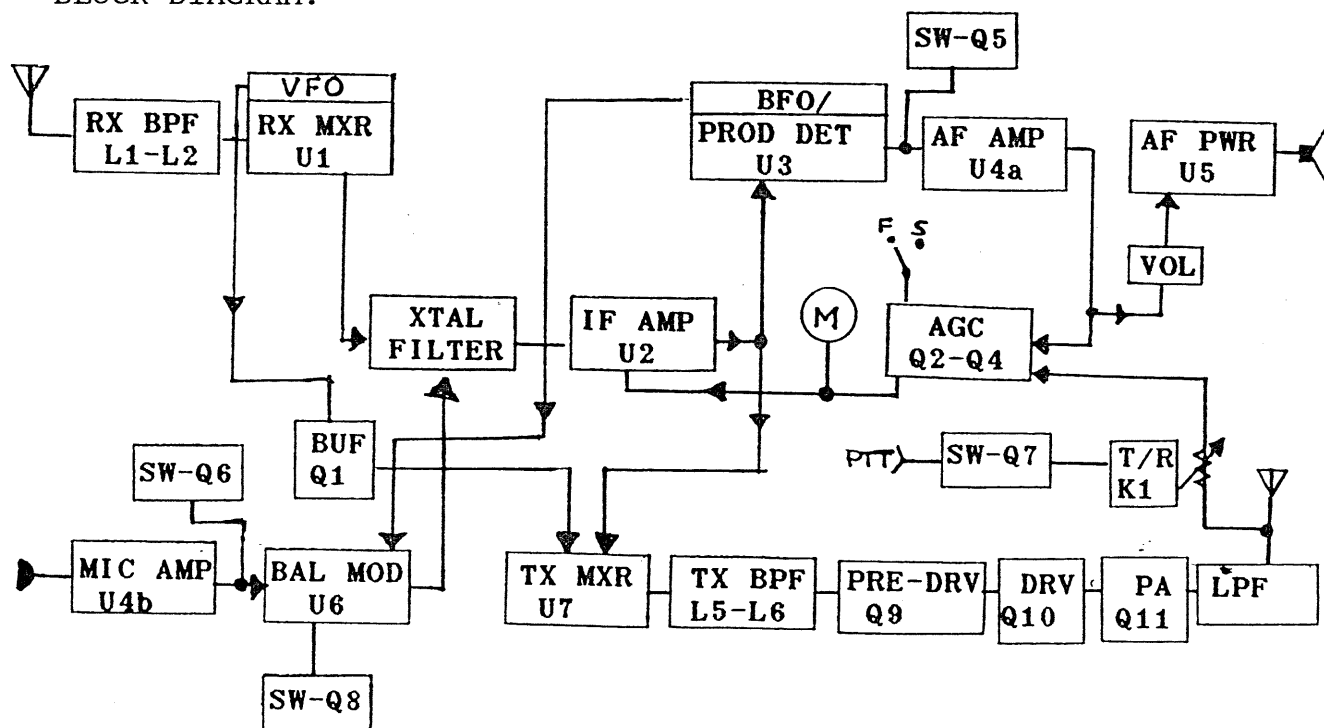 BLOCK DIAGRAM:
SW-Q5
VFO
RX BPF
L1-L2
RX MXR
U1
BFO/
PROD DET
U3
AF AMP
U4a
AF PWR
U5
F. S.
VOL
XTAL
FILTER
IF AMP
U2
M
AGC
Q2-Q4
BUF
Q1
SW-Q6
PTT
SW-Q7
T/R
K1
MIC AMP
U4b
BAL MOD
U6
TX MXR
U7
TX BPF
L5-L6
PRE-DRV
Q9
DRV
Q10
PA
Q11
LPF
SW-Q8